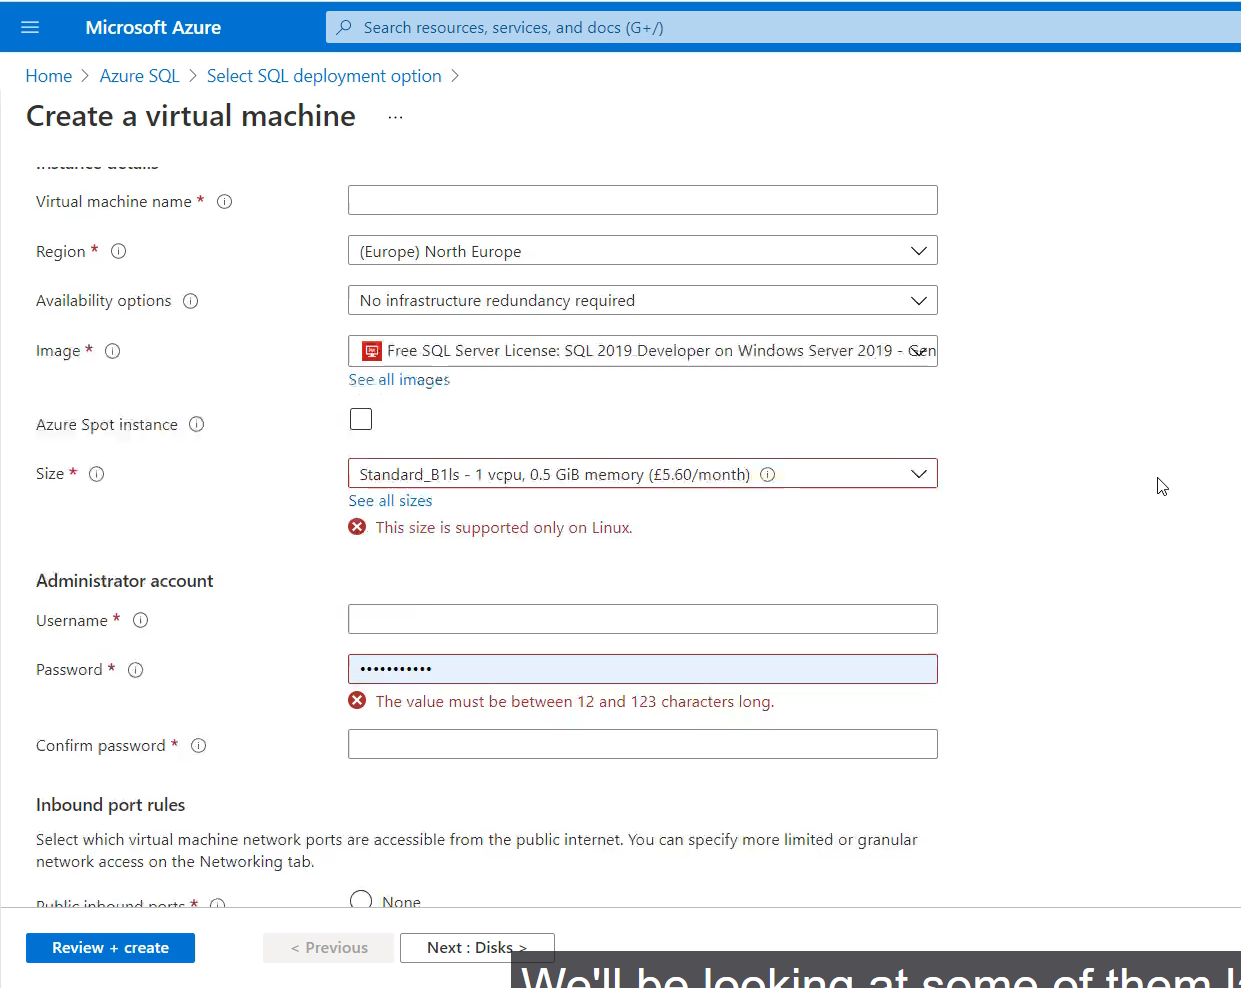 Microsoft Azure
Search resources, services, and docs (G+/)
Home > Azure SQL > Select SQL deployment option >
Create a virtual machine ...
Instance details
Virtual machine name *
Region *
(Europe) North Europe
Availability options
No infrastructure redundancy required
Image *
Free SQL Server License: SQL 2019 Developer on Windows Server 2019 - Gen
See all images
Azure Spot instance
Size *
Standard_B1ls - 1 vcpu, 0.5 GiB memory (£5.60/month)
See all sizes
This size is supported only on Linux.
Administrator account
Username *
Password *
•••••••••••
The value must be between 12 and 123 characters long.
Confirm password *
Inbound port rules
Select which virtual machine network ports are accessible from the public internet. You can specify more limited or granular
network access on the Networking tab.
Public inbound ports *
None
Review + create
< Previous
Next : Disks >
We'll be looking at some of them